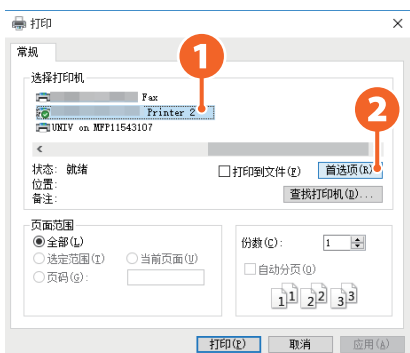 打印
常规
1
选择打印机
Fax
Printer 2
UNIV on MFP11543107
2
状态: 就绪
打印到文件(F)
首选项(R)
位置:
备注:
查找打印机(D)...
页面范围
全部(L)
选定范围(T)
当前页面(U)
页码(G):
份数(C):
1
自动分页(O)
1 1 2 2 3 3
打印(P)
取消
应用(A)